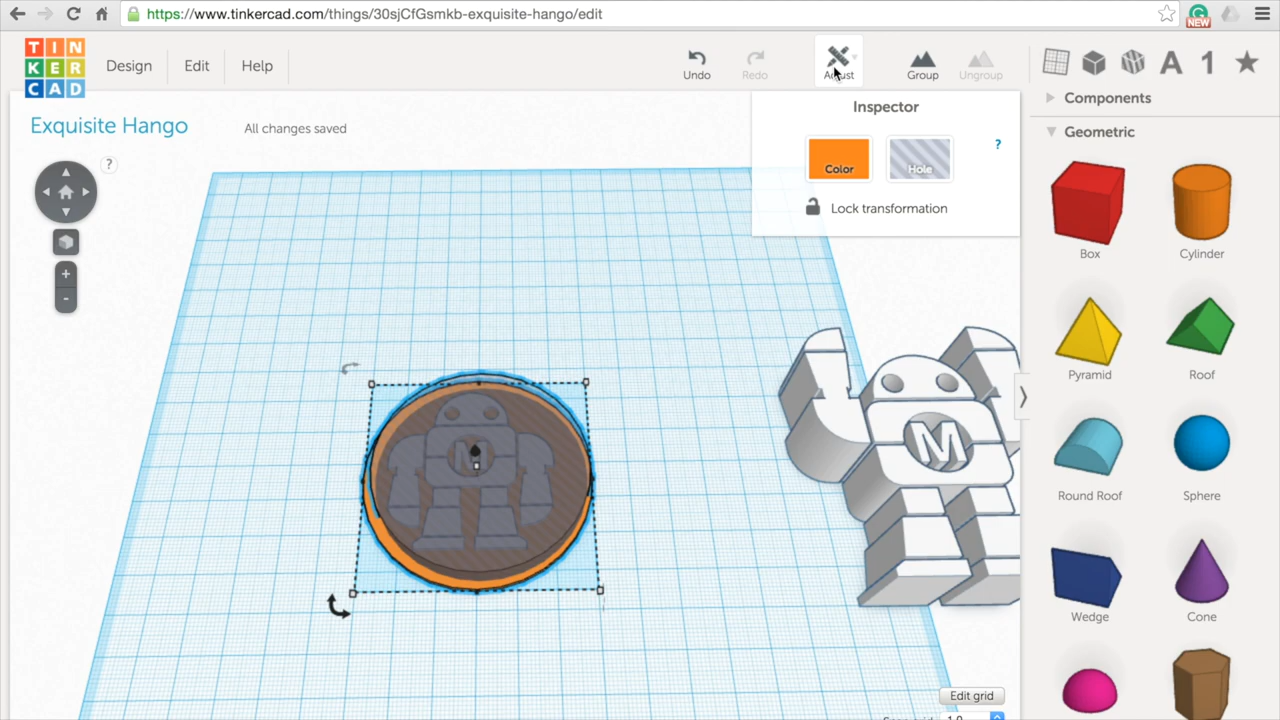 https://www.tinkercad.com/things/30sjCfGsmkb-exquisite-hango/edit
NEW
TIN
KER
CAD
Design
Edit
Help
Undo
Redo
Adjust
Group
Ungroup
A
1
Components
Exquisite Hango
All changes saved
?
Inspector
?
Color
Hole
Lock transformation
Geometric
Box
Cylinder
Pyramid
Roof
Round Roof
Sphere
Wedge
Cone
M
M
+
-
Edit grid